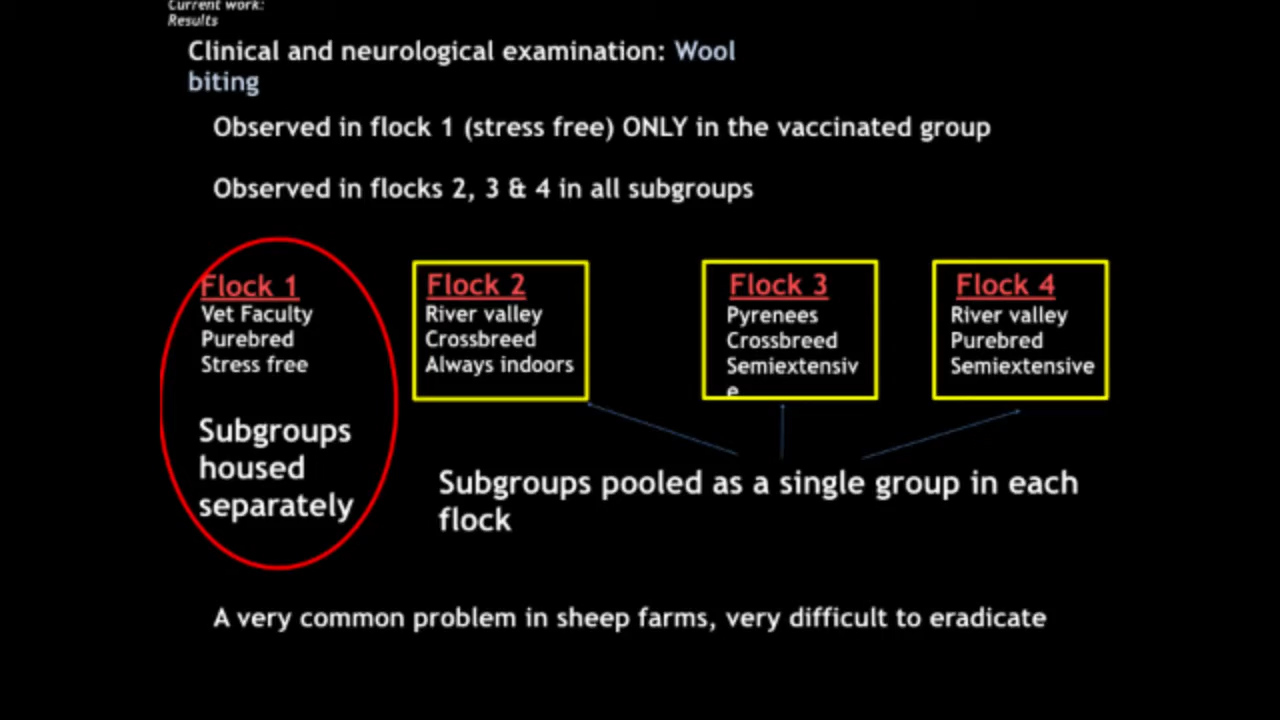 Current work:
Results
Clinical and neurological examination: Wool
biting
Observed in flock 1 (stress free) ONLY in the vaccinated group
Observed in flocks 2, 3 & 4 in all subgroups
Flock 1
Vet Faculty
Purebred
Stress free
Subgroups
housed
separately
Flock 2
River valley
Crossbreed
Always indoors
Flock 3
Pyrenees
Crossbreed
Semiextensiv
e
Flock 4
River valley
Purebred
Semiextensive
Subgroups pooled as a single group in each
flock
A very common problem in sheep farms, very difficult to eradicate